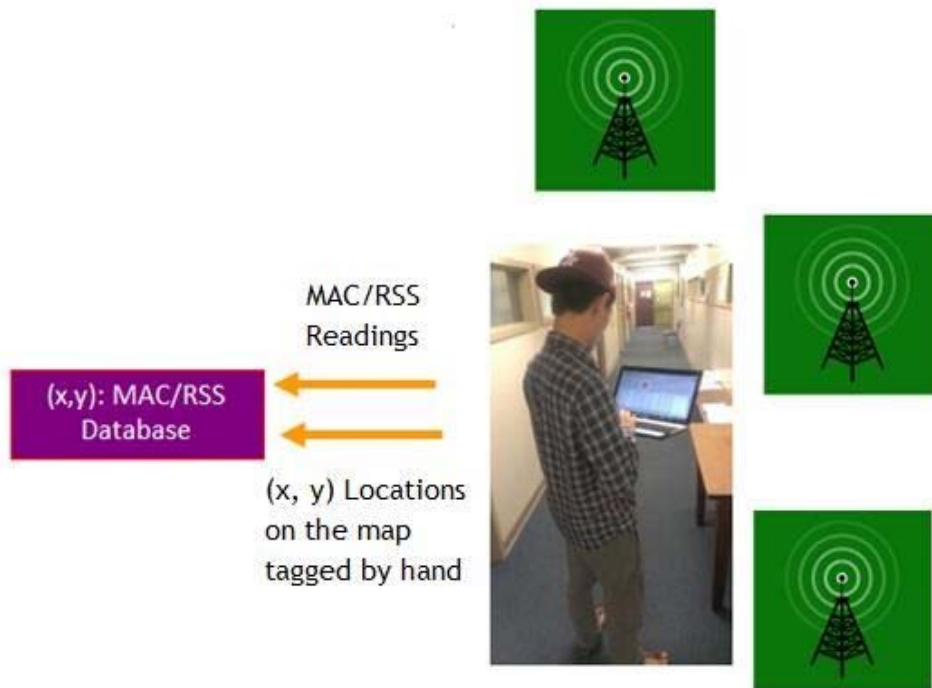 MAC/RSS
Readings
(x,y): MAC/RSS
Database
(x, y) Locations
on the map
tagged by hand